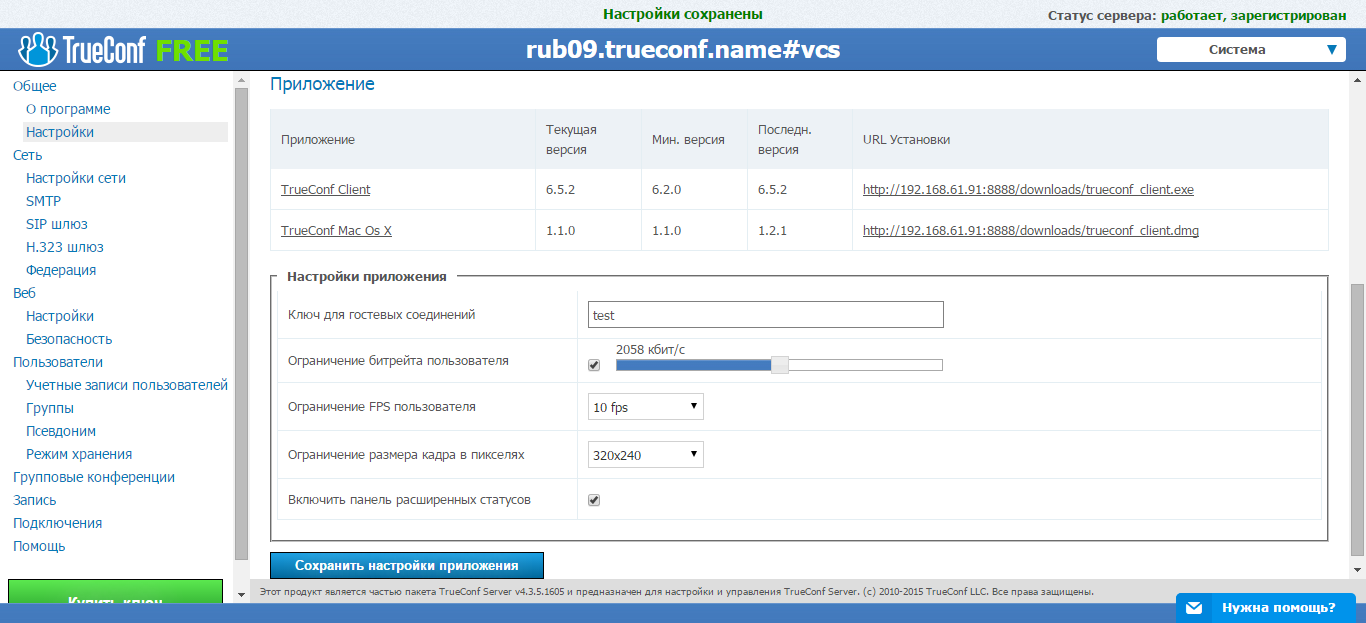 Настройки сохранены
Статус сервера: работает, зарегистрирован
TrueConf FREE
rub09.trueconf.name#vcs
Система
Общее
О программе
Настройки
Сеть
Настройки сети
SMTP
SIP шлюз
H.323 шлюз
Федерация
Веб
Настройки
Безопасность
Пользователи
Учетные записи пользователей
Группы
Псевдоним
Режим хранения
Групповые конференции
Запись
Подключения
Помощь
Купить ключ
Приложение
Приложение Текущая версия Мин. версия Последн. версия URL Установки
TrueConf Client 6.5.2 6.2.0 6.5.2 http://192.168.61.91:8888/downloads/trueconf_client.exe
TrueConf Mac Os X 1.1.0 1.1.0 1.2.1 http://192.168.61.91:8888/downloads/trueconf_client.dmg
Настройки приложения
Ключ для гостевых соединений test
Ограничение битрейта пользователя 2058 кбит/с
Ограничение FPS пользователя 10 fps
Ограничение размера кадра в пикселях 320x240
Включить панель расширенных статусов
Сохранить настройки приложения
Этот продукт является частью пакета TrueConf Server v4.3.5.1605 и предназначен для настройки и управления TrueConf Server. (c) 2010-2015 TrueConf LLC. Все права защищены.
Нужна помощь?